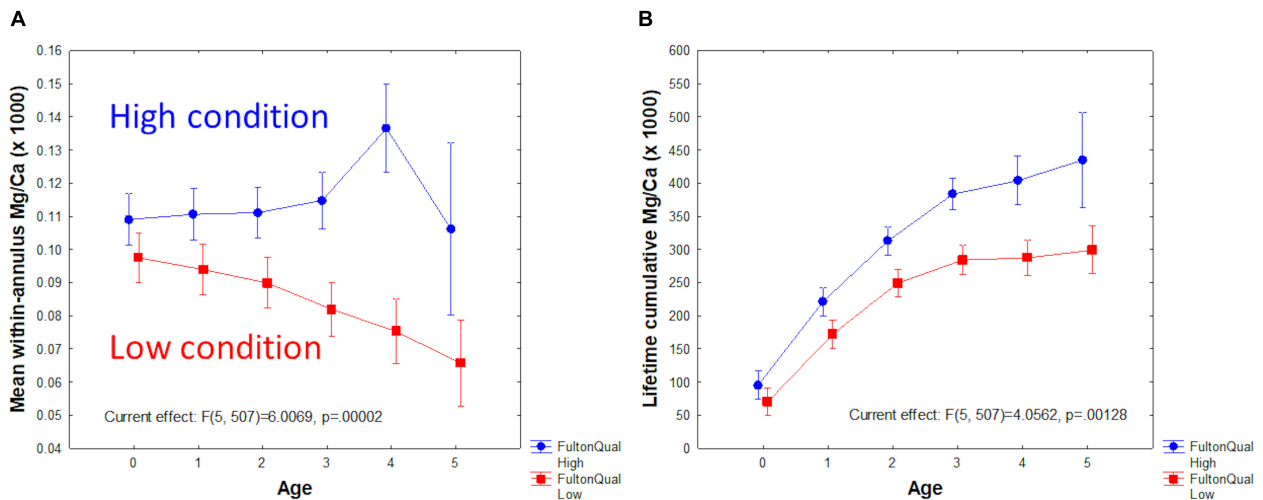 A
Mean within-annulus Mg/Ca (x 1000)
0.16
0.15
0.14
0.13
0.12
0.11
0.10
0.09
0.08
0.07
0.06
0.05
0.04
High condition
Low condition
Current effect: F(5, 507)=6.0069, p=.00002
0 1 2 3 4 5
Age
FultonQual
High
FultonQual
Low
B
Lifetime cumulative Mg/Ca (x 1000)
600
550
500
450
400
350
300
250
200
150
100
50
0
Current effect: F(5, 507)=4.0562, p=.00128
0 1 2 3 4 5
Age
FultonQual
High
FultonQual
Low